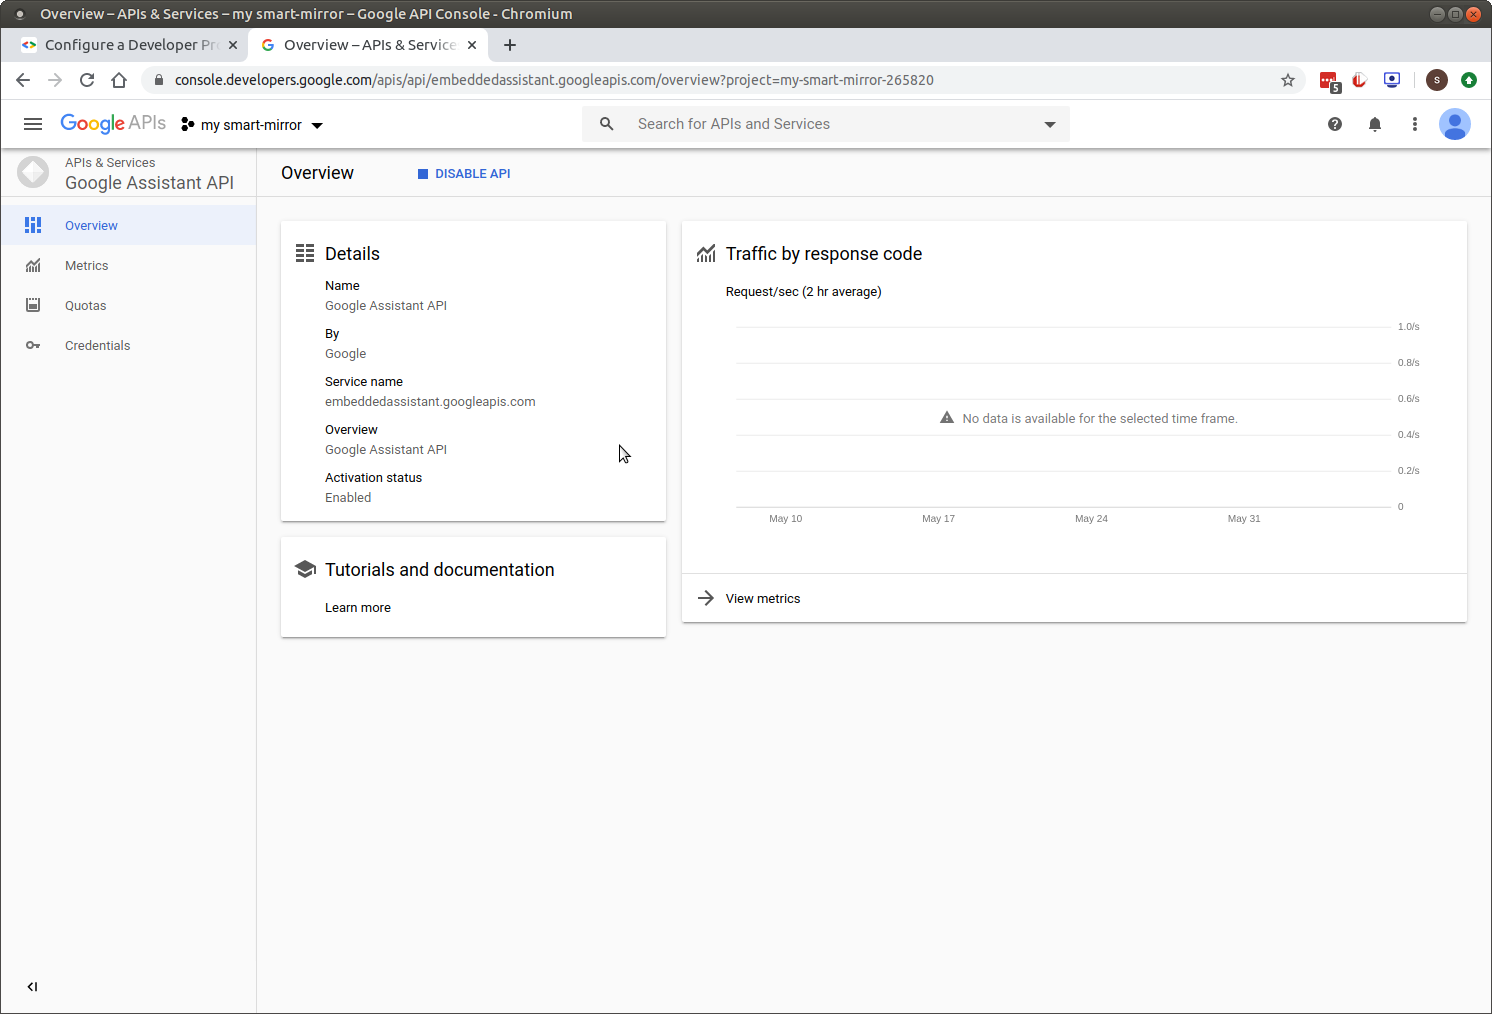 Overview – APIs & Services – my smart-mirror – Google API Console - Chromium
Configure a Developer Pr
Overview – APIs & Service
console.developers.google.com/apis/api/embeddedassistant.googleapis.com/overview?project=my-smart-mirror-265820
5
S
Google APIs
my smart-mirror
Search for APIs and Services
APIs & Services
Google Assistant API
Overview
DISABLE API
Overview
Metrics
Quotas
Credentials
Details
Name
Google Assistant API
By
Google
Service name
embeddedassistant.googleapis.com
Overview
Google Assistant API
Activation status
Enabled
Tutorials and documentation
Learn more
Traffic by response code
Request/sec (2 hr average)
1.0/s
0.8/s
0.6/s
No data is available for the selected time frame.
0.4/s
0.2/s
0
May 10
May 17
May 24
May 31
View metrics